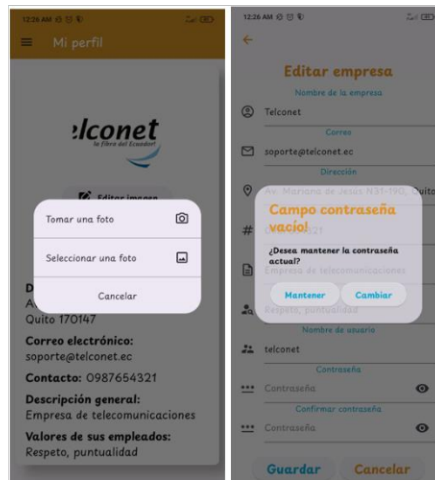 12:26 AM
Mi perfil
telconet
la fibra del Ecuador!
Editar imagen
Tomar una foto
Seleccionar una foto
Cancelar
Quito 170147
Correo electrónico:
soporte@telconet.ec
Contacto: 0987654321
Descripción general:
Empresa de telecomunicaciones
Valores de sus empleados:
Respeto, puntualidad
12:26 AM
Editar empresa
Nombre de la empresa
Telconet
Correo
soporte@telconet.ec
Dirección
Av. Mariana de Jesús N31-190, Quito
Campo contraseña
vacío!
¿Desea mantener la contraseña
actual?
Empresa de telecomunicaciones
Mantener Cambiar
Respeto, puntualidad
Nombre de usuario
telconet
Contraseña
Contraseña
Confirmar contraseña
Contraseña
Guardar Cancelar